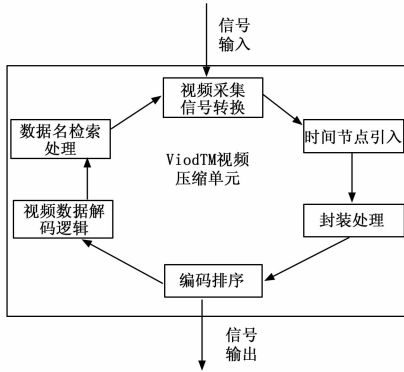 信号
输入
视频采集
信号转换
数据名检索
处理
时间节点引入
ViodTM视频
压缩单元
视频数据解
码逻辑
封装处理
编码排序
信号
输出